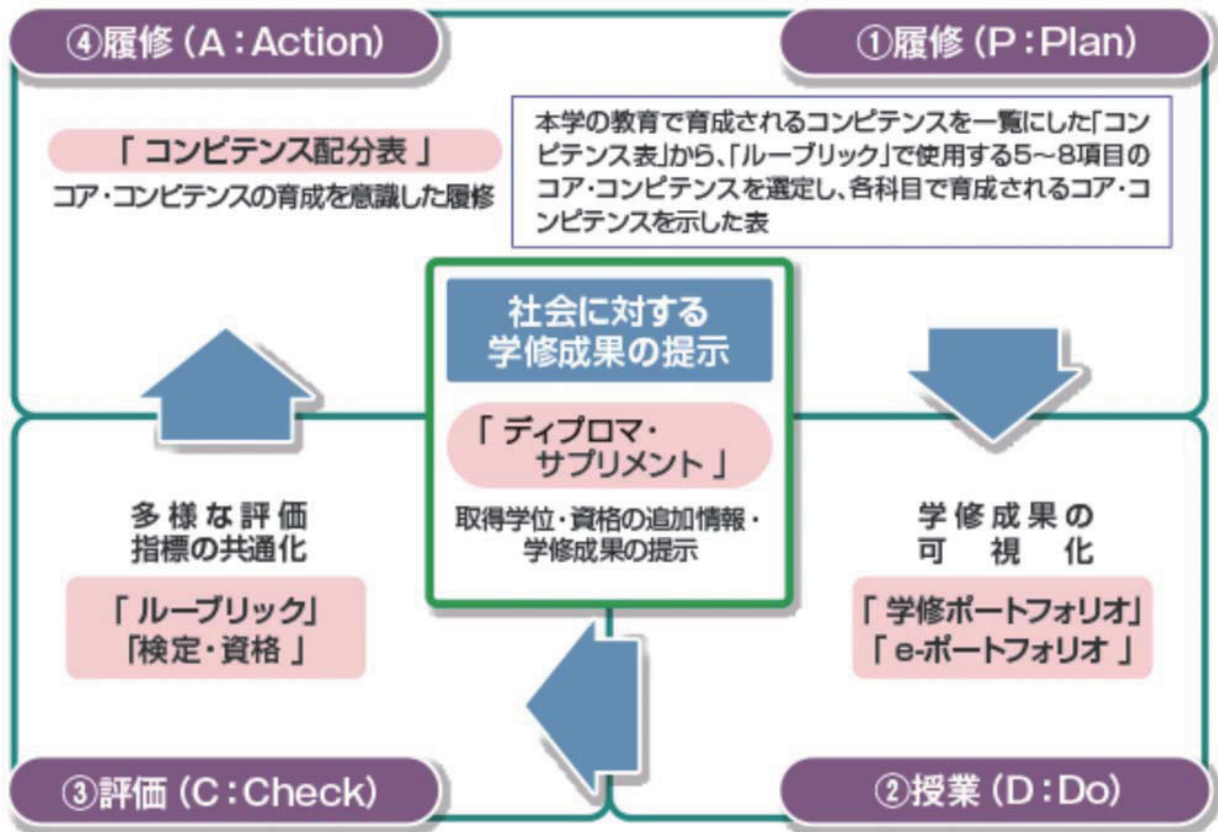 ④履修(A:Action)
①履修(P:Plan)
「コンピテンス配分表」
コア・コンピテンスの育成を意識した履修
本学の教育で育成されるコンピテンスを一覧にした「コン
ピテンス表」から、「ルーブリック」で使用する5~8項目の
コア・コンピテンスを選定し、各科目で育成されるコア・コ
ンピテンスを示した表
社会に対する
学修成果の提示
「ディプロマ・
サプリメント」
取得学位・資格の追加情報・
学修成果の提示
多様な評価
指標の共通化
「ルーブリック」
「検定・資格」
学修成果の
可視化
「学修ポートフォリオ」
「e-ポートフォリオ」
③評価(C:Check)
②授業(D:Do)